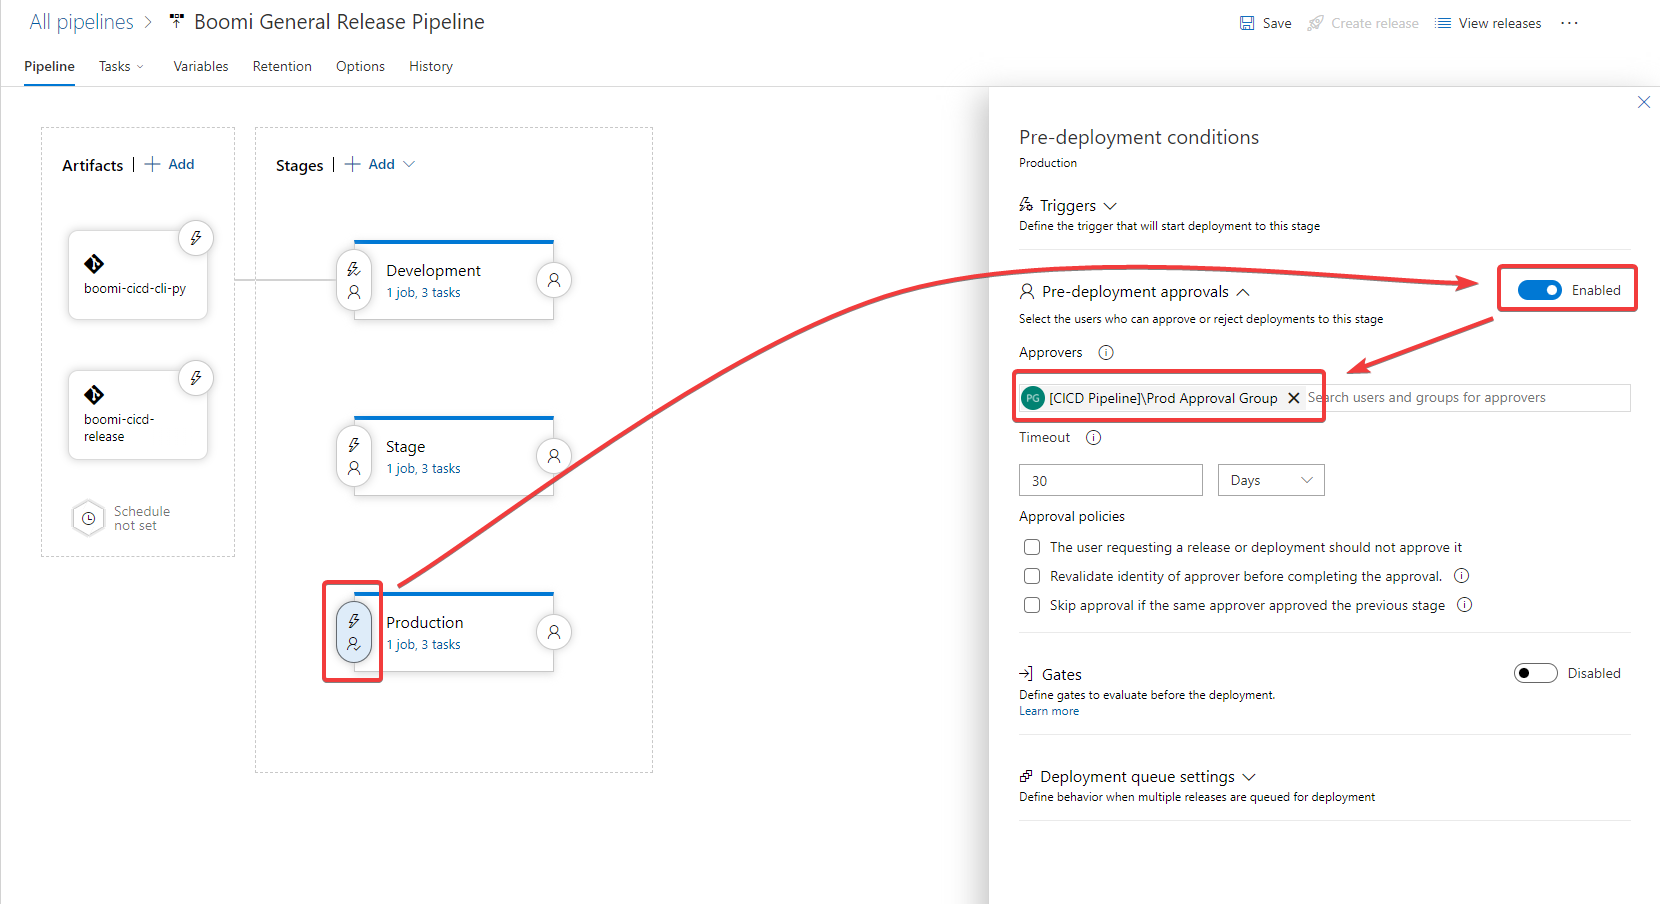 All pipelines > Boomi General Release Pipeline
Save Create release View releases ...
Pipeline Tasks Variables Retention Options History
Artifacts | + Add
boomi-cicd-cli-py
boomi-cicd-
release
Schedule
not set
Stages | + Add
Development
1 job, 3 tasks
Stage
1 job, 3 tasks
Production
1 job, 3 tasks
Pre-deployment conditions
Production
Triggers
Define the trigger that will start deployment to this stage
Pre-deployment approvals
Enabled
Select the users who can approve or reject deployments to this stage
Approvers
PG [CICD Pipeline]\Prod Approval Group Search users and groups for approvers
Timeout
30 Days
Approval policies
The user requesting a release or deployment should not approve it
Revalidate identity of approver before completing the approval.
Skip approval if the same approver approved the previous stage
Gates
Disabled
Define gates to evaluate before the deployment.
Learn more
Deployment queue settings
Define behavior when multiple releases are queued for deployment